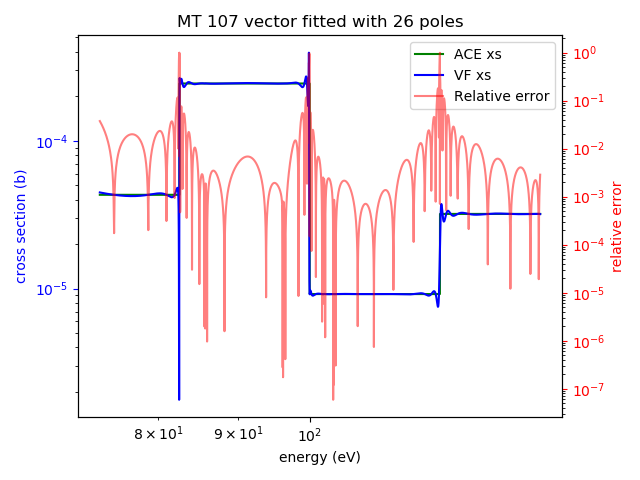 MT 107 vector fitted with 26 poles
ACE xs
VF xs
Relative error
cross section (b)
10⁻⁴
10⁻⁵
10⁰
10⁻¹
10⁻²
10⁻³
10⁻⁴
10⁻⁵
10⁻⁶
10⁻⁷
relative error
8 × 10¹
9 × 10¹
10²
energy (eV)